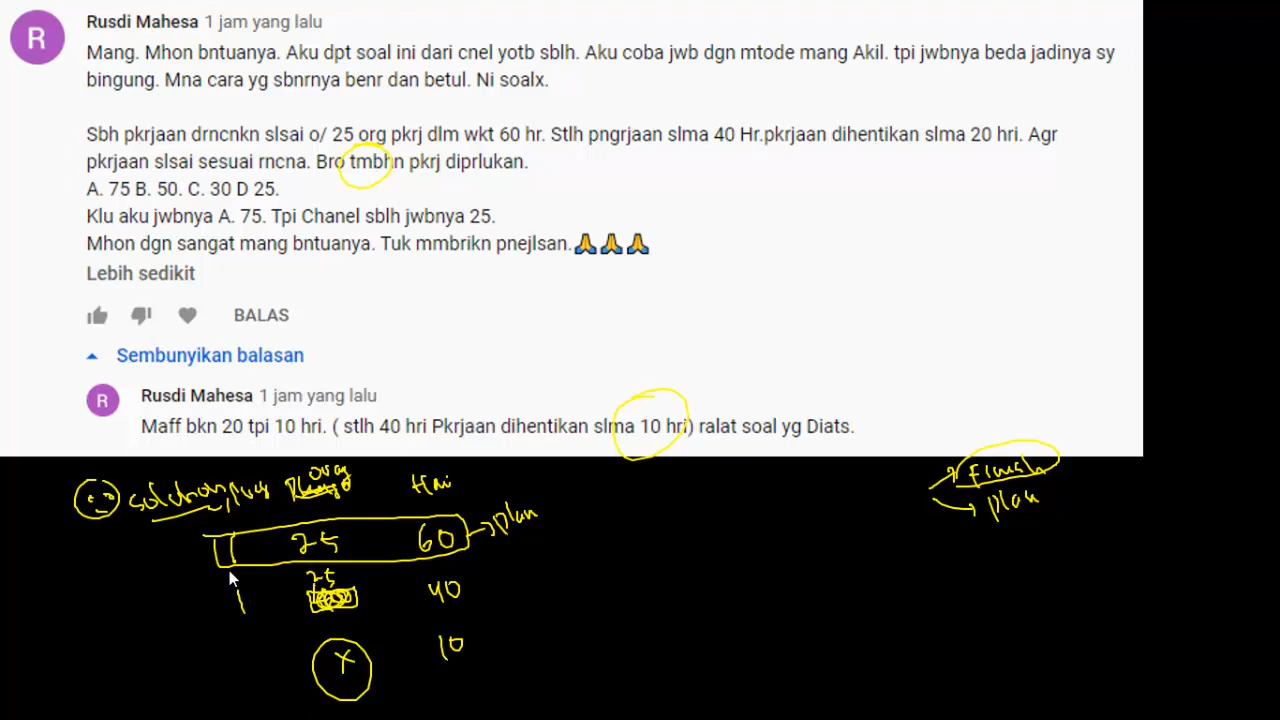 R
Rusdi Mahesa 1 jam yang lalu
Mang. Mhon bntuanya. Aku dpt soal ini dari cnel yotb sblh. Aku coba jwb dgn mtode mang Akil. tpi jwbnya beda jadinya sy
bingung. Mna cara yg sbnrnya benr dan betul. Ni soalx.
Sbh pkrjaan drncnkn slsai o/ 25 org pkrj dlm wkt 60 hr. Stlh pngrjaan slma 40 Hr.pkrjaan dihentikan slma 20 hri. Agr
pkrjaan slsai sesuai rncna. Bro tmbhn pkrj diprlukan.
A. 75 B. 50. C. 30 D 25.
Klu aku jwbnya A. 75. Tpi Chanel sblh jwbnya 25.
Mhon dgn sangat mang bntuanya. Tuk mmbrikn pnejlsan.🙏🙏🙏
Lebih sedikit
BALAS
Sembunyikan balasan
R
Rusdi Mahesa 1 jam yang lalu
Maff bkn 20 tpi 10 hri. ( stlh 40 hri Pkrjaan dihentikan slma 10 hri) ralat soal yg Diats.
orang Hari
25 60 → plan
25 40
X 10
→ plan